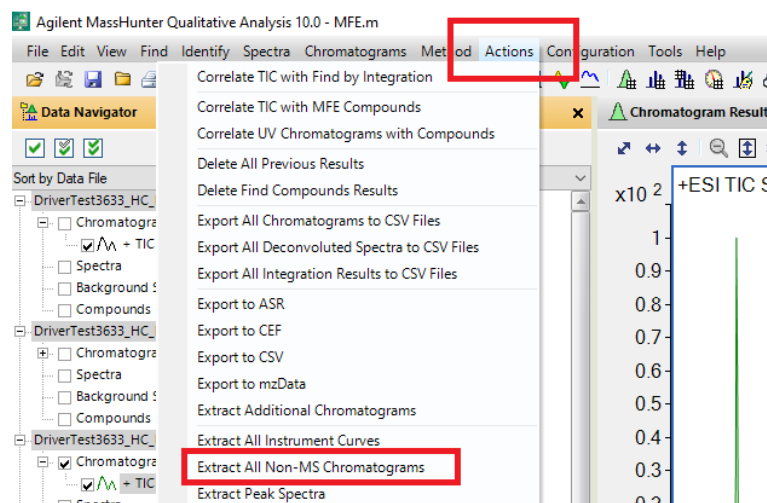 Agilent MassHunter Qualitative Analysis 10.0 - MFE.m
File Edit View Find Identify Spectra Chromatograms Method Actions Configuration Tools Help
Data Navigator
Sort by Data File
DriverTest3633_HC_
Chromatogra
+ TIC
Spectra
Background S
Compounds
DriverTest3633_HC_
Chromatogra
Spectra
Background S
Compounds
DriverTest3633_HC_
Chromatogra
+ TIC
Correlate TIC with Find by Integration
Correlate TIC with MFE Compounds
Correlate UV Chromatograms with Compounds
Delete All Previous Results
Delete Find Compounds Results
Export All Chromatograms to CSV Files
Export All Deconvoluted Spectra to CSV Files
Export All Integration Results to CSV Files
Export to ASR
Export to CEF
Export to CSV
Export to mzData
Extract Additional Chromatograms
Extract All Instrument Curves
Extract All Non-MS Chromatograms
Extract Peak Spectra
Chromatogram Result
x10 2
+ESI TIC S
1
0.9
0.8
0.7
0.6
0.5
0.4
0.3